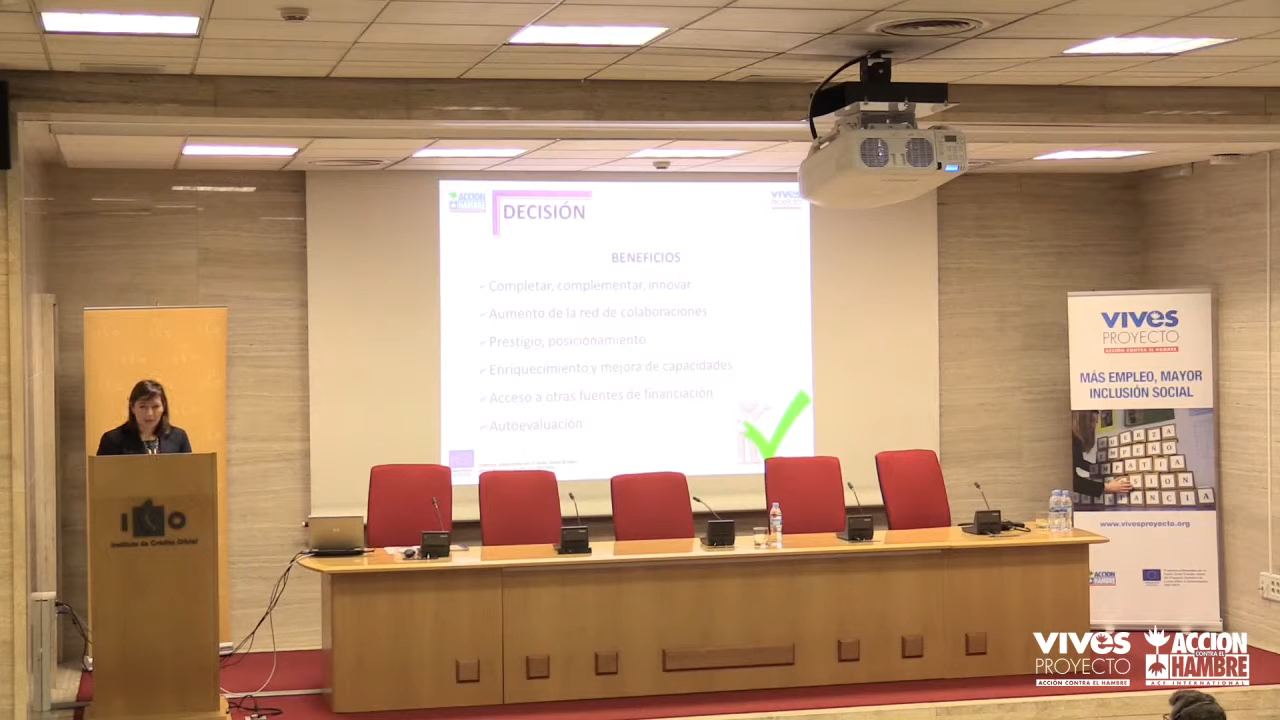 ACCION
HAMBRE
DECISIÓN
VIVES
PROYECTO
BENEFICIOS
Completar, complementar, innovar
Aumento de la red de colaboraciones
Prestigio, posicionamiento
Enriquecimiento y mejora de capacidades
Acceso a otras fuentes de financiación
Autoevaluación
ICO
Instituto de Crédito Oficial
VIVES
PROYECTO
ACCIÓN CONTRA EL HAMBRE
MÁS EMPLEO, MAYOR
INCLUSIÓN SOCIAL
www.vivesproyecto.org
ACCION
HAMBRE
VIVES
PROYECTO
ACCIÓN CONTRA EL HAMBRE
ACCION
CONTRA EL
HAMBRE
ACF INTERNATIONAL